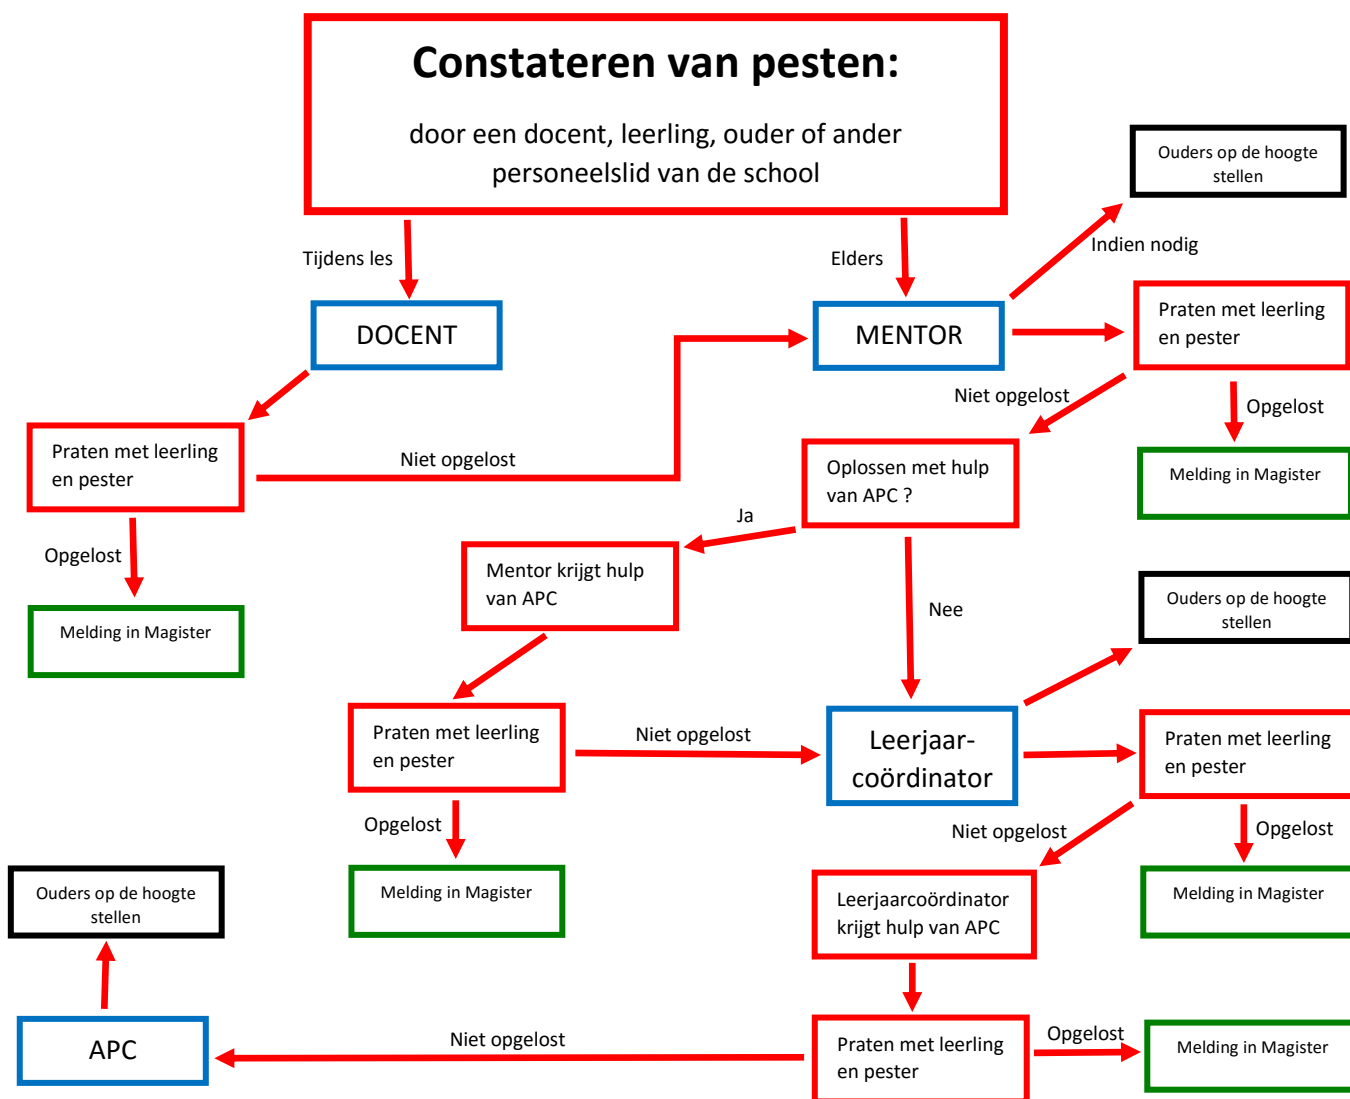 Constateren van pesten:
door een docent, leerling, ouder of ander
personeelslid van de school
Ouders op de hoogte
stellen
Tijdens les
Elders
Indien nodig
DOCENT
MENTOR
Praten met leerling
en pester
Niet opgelost
Opgelost
Praten met leerling
en pester
Niet opgelost
Oplossen met hulp
van APC ?
Melding in Magister
Ja
Opgelost
Mentor krijgt hulp
van APC
Nee
Ouders op de hoogte
stellen
Melding in Magister
Praten met leerling
en pester
Niet opgelost
Leerjaar-
coördinator
Praten met leerling
en pester
Opgelost
Niet opgelost
Opgelost
Ouders op de hoogte
stellen
Melding in Magister
Leerjaarcoördinator
krijgt hulp van APC
Melding in Magister
APC
Niet opgelost
Praten met leerling
en pester
Opgelost
Melding in Magister